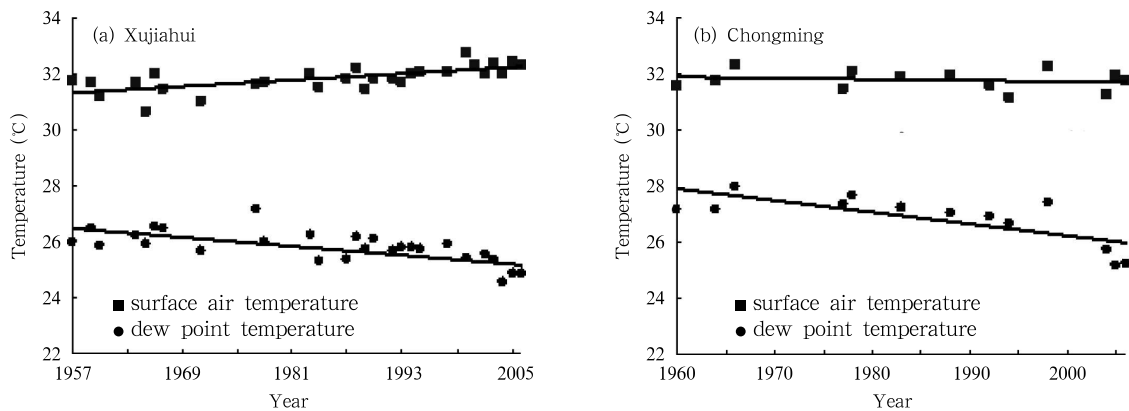 (a) Xujiahui
Temperature (℃)
34
32
30
28
26
24
22
■ surface air temperature
● dew point temperature
1957
1969
1981
1993
2005
Year
(b) Chongming
Temperature (℃)
34
32
30
28
26
24
22
■ surface air temperature
● dew point temperature
1960
1970
1980
1990
2000
Year